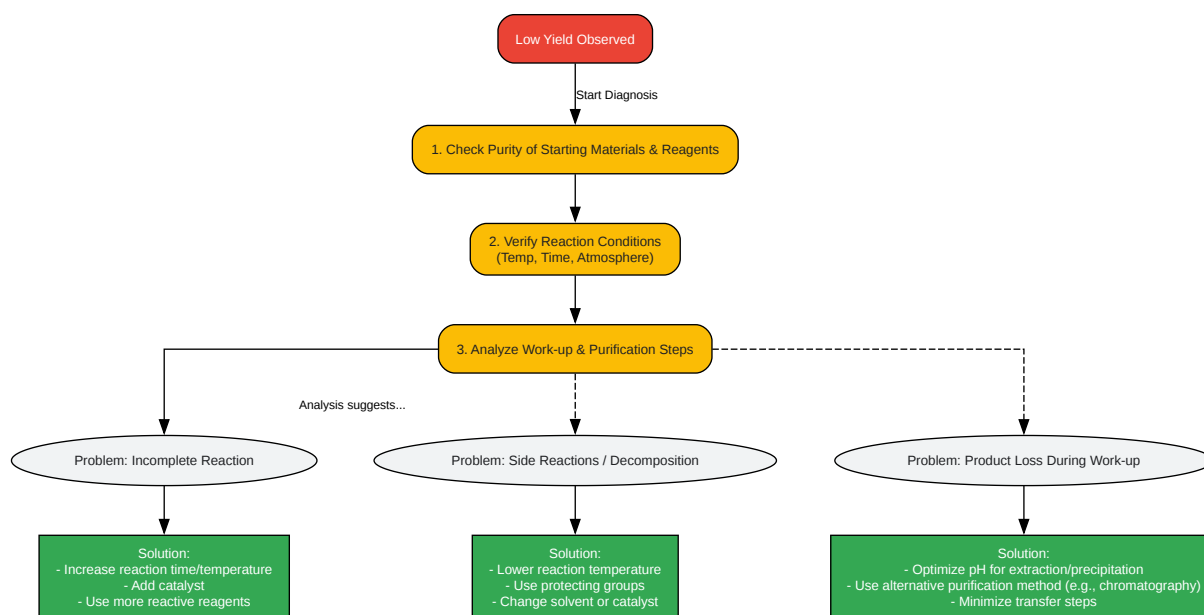 Low Yield Observed
Start Diagnosis
1. Check Purity of Starting Materials & Reagents
2. Verify Reaction Conditions
(Temp, Time, Atmosphere)
3. Analyze Work-up & Purification Steps
Analysis suggests...
Problem: Incomplete Reaction
Problem: Side Reactions / Decomposition
Problem: Product Loss During Work-up
Solution:
- Increase reaction time/temperature
- Add catalyst
- Use more reactive reagents
Solution:
- Lower reaction temperature
- Use protecting groups
- Change solvent or catalyst
Solution:
- Optimize pH for extraction/precipitation
- Use alternative purification method (e.g., chromatography)
- Minimize transfer steps